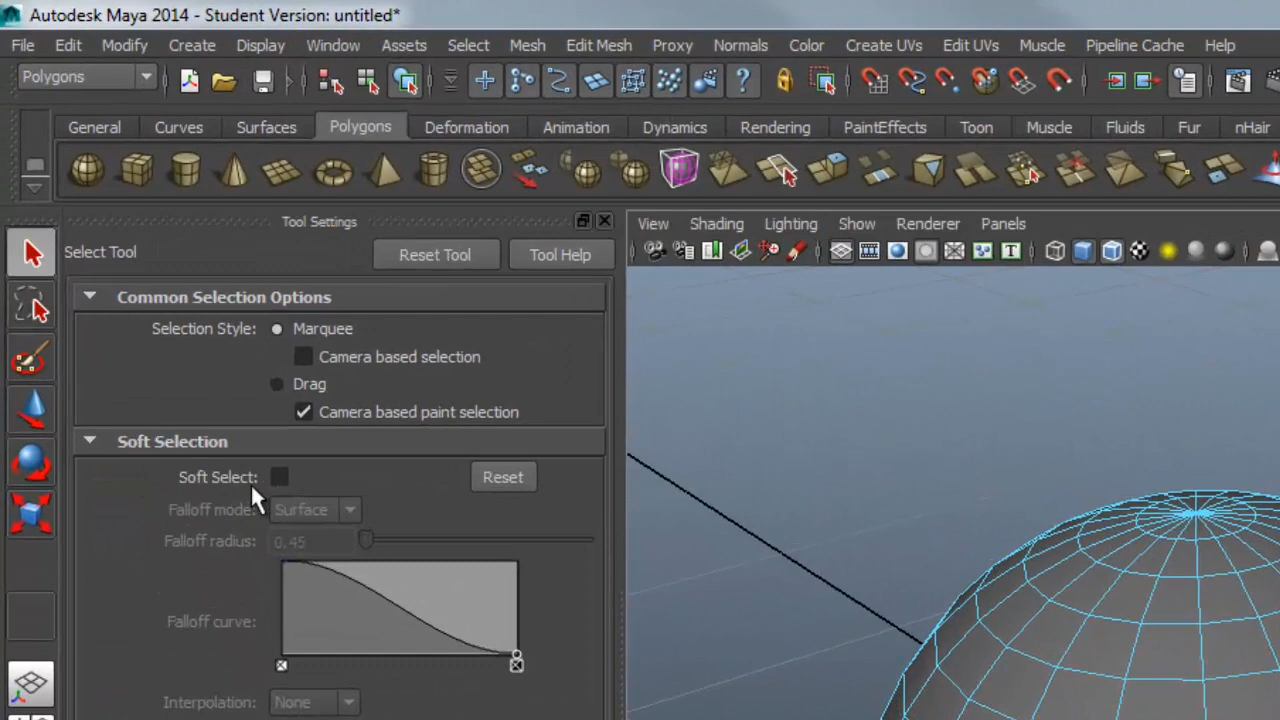 Autodesk Maya 2014 - Student Version: untitled*
File Edit Modify Create Display Window Assets Select Mesh Edit Mesh Proxy Normals Color Create UVs Edit UVs Muscle Pipeline Cache Help
Polygons
General Curves Surfaces Polygons Deformation Animation Dynamics Rendering PaintEffects Toon Muscle Fluids Fur nHair
Tool Settings
View Shading Lighting Show Renderer Panels
Select Tool Reset Tool Tool Help
Common Selection Options
Selection Style: Marquee
Camera based selection
Drag
Camera based paint selection
Soft Selection
Soft Select: Reset
Falloff mode: Surface
Falloff radius: 0.45
Falloff curve:
Interpolation: None